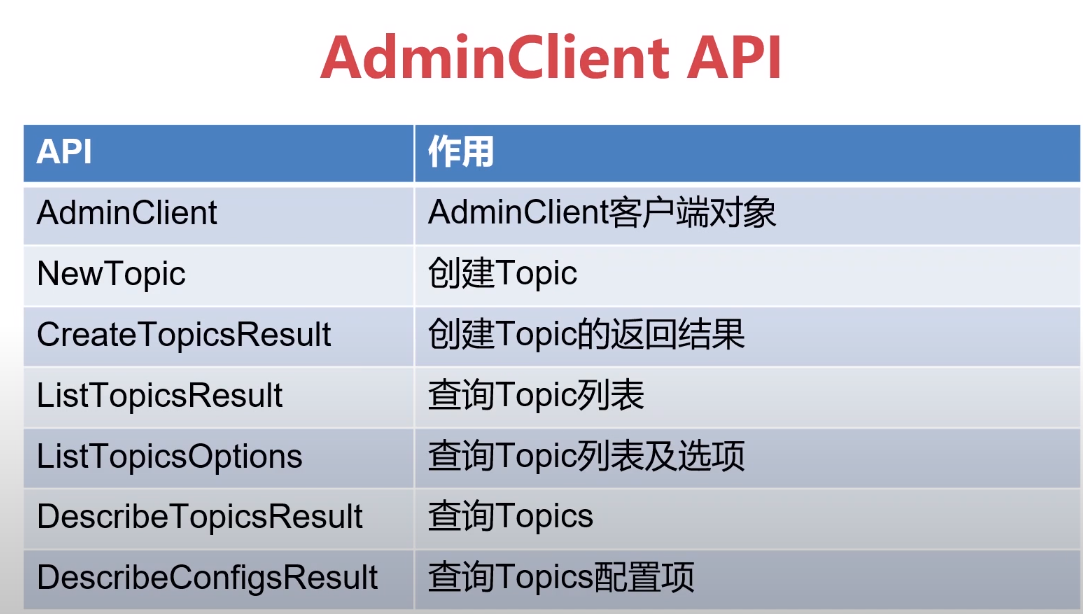 AdminClient API
API 作用
AdminClient AdminClient客户端对象
NewTopic 创建Topic
CreateTopicsResult 创建Topic的返回结果
ListTopicsResult 查询Topic列表
ListTopicsOptions 查询Topic列表及选项
DescribeTopicsResult 查询Topics
DescribeConfigsResult 查询Topics配置项